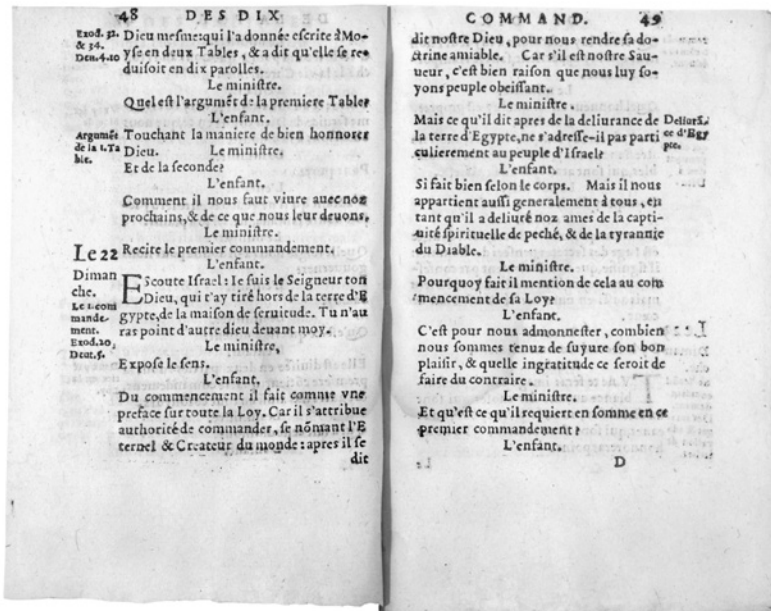 48 DES DIX
Exod. 32.
& 34.
Deu. 4. 10
Dieu mesme: qui l'a donnée escrite à Mo-
yse en deux Tables, & a dit qu'elle se re-
duisoit en dix parolles.
Le ministre.
Quel est l'argumēt de la premiere Table?
L'enfant.
Argumēt
de la 1. Ta
ble.
Touchant la maniere de bien honnorer
Dieu. Le ministre.
Et de la seconde?
L'enfant.
Comment il nous faut viure auec noz
prochains, & de ce que nous leur deuons.
Le ministre.
Le 22
Diman
che.
Le 1. com
mande-
ment.
Exod. 20,
Deut. 5.
Recite le premier commandement.
L'enfant.
EScoute Israel: Ie suis le Seigneur ton
Dieu, qui t'ay tiré hors de la terre d'E
gypte, de la maison de seruitude. Tu n'au
ras point d'autre dieu deuant moy.
Le ministre,
Expose le sens.
L'enfant.
Du commencement il fait comme vne
preface sur toute la Loy. Car il s'attribue
authorité de commander, se nōmant l'E
ternel & Createur du monde: apres il se
dit
COMMAND. 49
dit nostre Dieu, pour nous rendre sa do-
ctrine amiable. Car s'il est nostre Sau-
ueur, c'est bien raison que nous luy so-
yons peuple obeissant.
Le ministre.
Mais ce qu'il dit apres de la deliurance de
la terre d'Egypte, ne s'adresse-il pas parti
culierement au peuple d'Israel?
ce d'Egy
pte.
L'enfant.
Si fait bien selon le corps. Mais il nous
appartient aussi generalement à tous, en
tant qu'il a deliuré noz ames de la capti-
uité spirituelle de peché, & de la tyrannie
du Diable.
Le ministre.
Pourquoy fait il mention de cela au com
mencement de sa Loy?
L'enfant.
C'est pour nous admonnester, combien
nous sommes tenuz de suyure son bon
plaisir, & quelle ingratitude ce seroit de
faire du contraire.
Le ministre.
Et qu'est ce qu'il requiert en somme en ce
premier commandement?
L'enfant.
D